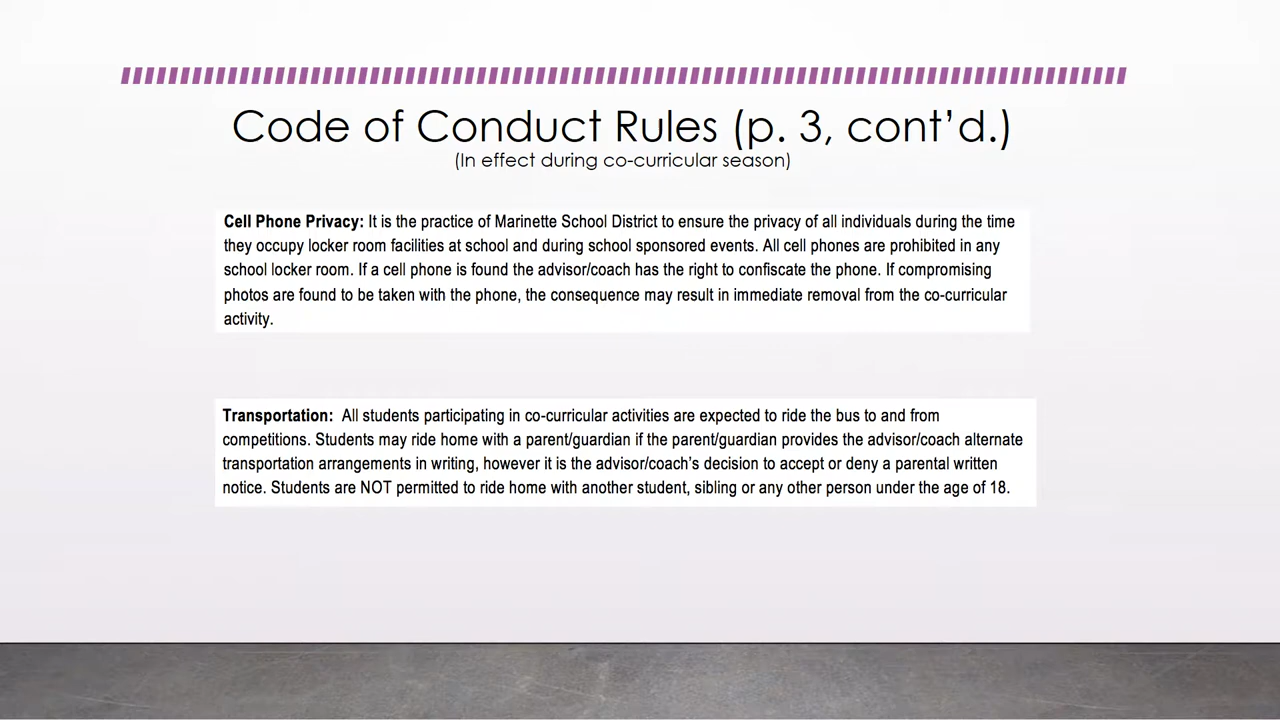 Code of Conduct Rules (p. 3, cont’d.)
(In effect during co-curricular season)
Cell Phone Privacy: It is the practice of Marinette School District to ensure the privacy of all individuals during the time
they occupy locker room facilities at school and during school sponsored events. All cell phones are prohibited in any
school locker room. If a cell phone is found the advisor/coach has the right to confiscate the phone. If compromising
photos are found to be taken with the phone, the consequence may result in immediate removal from the co-curricular
activity.
Transportation: All students participating in co-curricular activities are expected to ride the bus to and from
competitions. Students may ride home with a parent/guardian if the parent/guardian provides the advisor/coach alternate
transportation arrangements in writing, however it is the advisor/coach’s decision to accept or deny a parental written
notice. Students are NOT permitted to ride home with another student, sibling or any other person under the age of 18.